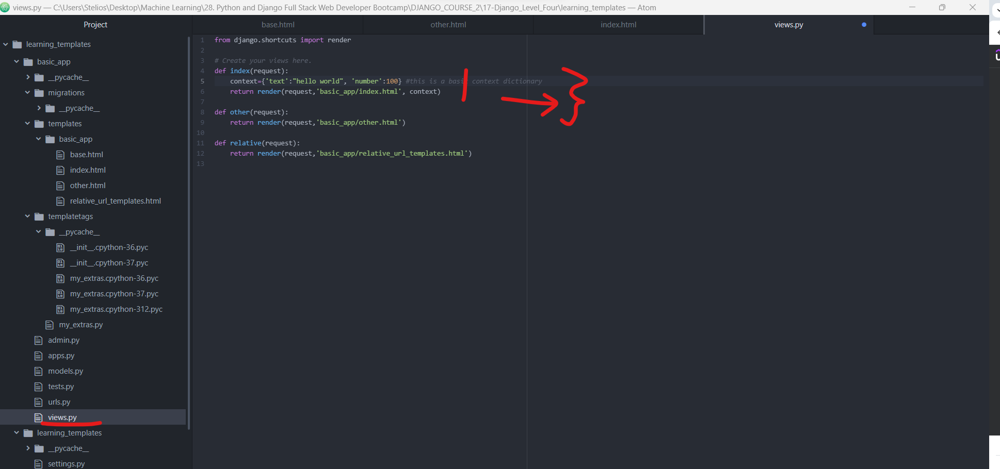 views.py — C:\Users\Stelios\Desktop\Machine Learning\28. Python and Django Full Stack Web Developer Bootcamp\DJANGO_COURSE_2\17-Django_Level_Four\learning_templates — Atom
Project
learning_templates
basic_app
__pycache__
migrations
__pycache__
templates
basic_app
base.html
index.html
other.html
relative_url_templates.html
templatetags
__pycache__
__init__.cpython-36.pyc
__init__.cpython-37.pyc
my_extras.cpython-36.pyc
my_extras.cpython-37.pyc
my_extras.cpython-312.pyc
my_extras.py
admin.py
apps.py
models.py
tests.py
urls.py
views.py
learning_templates
__pycache__
settings.py
base.html other.html index.html views.py
1 from django.shortcuts import render
2
3 # Create your views here.
4 def index(request):
5 context={'text':"hello world", 'number':100} #this is a basic context dictionary
6 return render(request,'basic_app/index.html', context)
7
8 def other(request):
9 return render(request,'basic_app/other.html')
10
11 def relative(request):
12 return render(request,'basic_app/relative_url_templates.html')
13